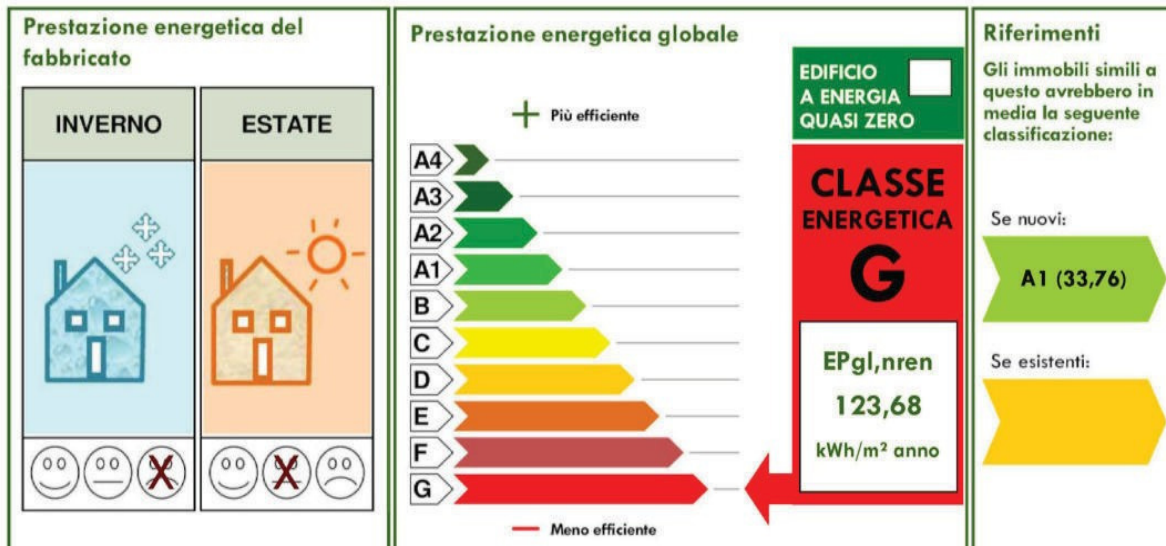 Prestazione energetica del
fabbricato
INVERNO
ESTATE
Prestazione energetica globale
Più efficiente
A4
A3
A2
A1
B
C
D
E
F
G
Meno efficiente
EDIFICIO
A ENERGIA
QUASI ZERO
CLASSE
ENERGETICA
G
EPgl,nren
123,68
kWh/m² anno
Riferimenti
Gli immobili simili a
questo avrebbero in
media la seguente
classificazione:
Se nuovi:
A1 (33,76)
Se esistenti: